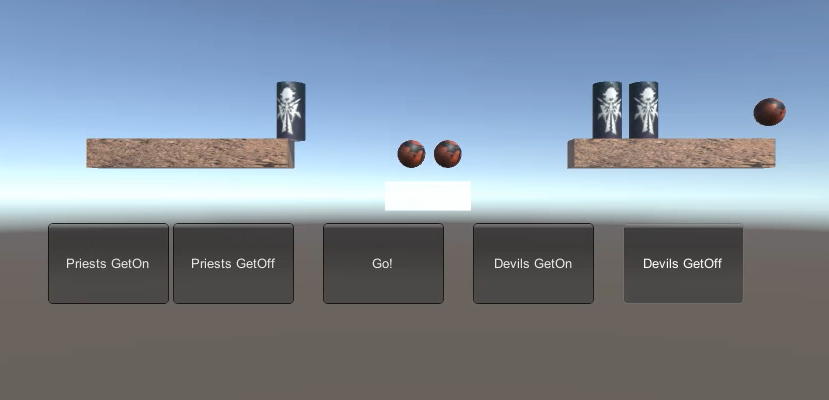 Priests GetOn
Priests GetOff
Go!
Devils GetOn
Devils GetOff